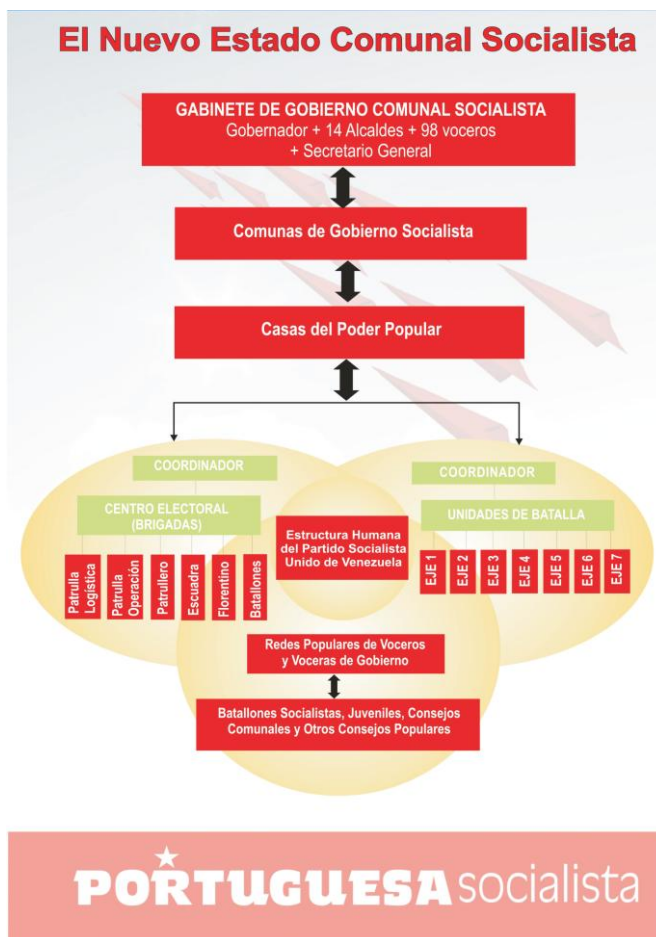 El Nuevo Estado Comunal Socialista
GABINETE DE GOBIERNO COMUNAL SOCIALISTA
Gobernador + 14 Alcaldes + 98 voceros
+ Secretario General
Comunas de Gobierno Socialista
Casas del Poder Popular
COORDINADOR
CENTRO ELECTORAL
(BRIGADAS)
Patrulla
Logística
Patrulla
Operación
Patrullero
Escuadra
Florentino
Batallones
Estructura Humana
del Partido Socialista
Unido de Venezuela
COORDINADOR
UNIDADES DE BATALLA
EJE 1
EJE 2
EJE 3
EJE 4
EJE 5
EJE 6
EJE 7
Redes Populares de Voceros
y Voceras de Gobierno
Batallones Socialistas, Juveniles, Consejos
Comunales y Otros Consejos Populares
PORTUGUESA socialista